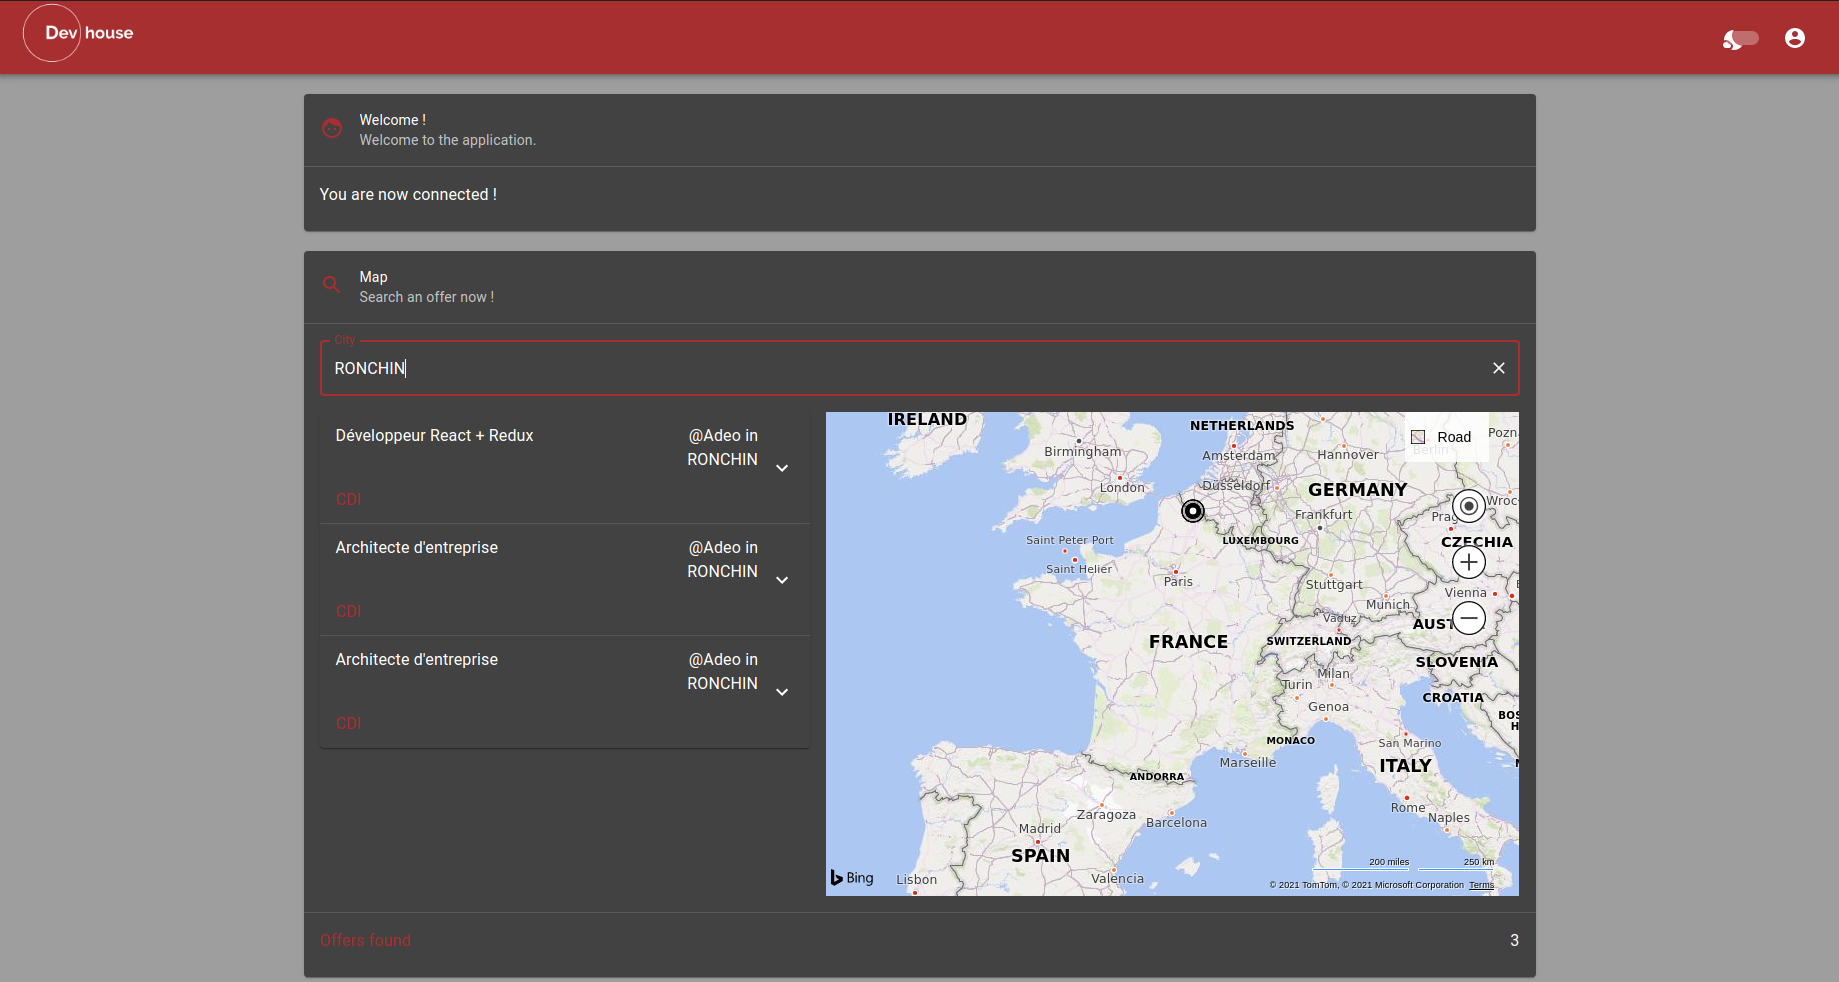 Dev house
Welcome !
Welcome to the application.
You are now connected !
Map
Search an offer now !
City
RONCHIN
Développeur React + Redux
@Adeo in
RONCHIN
CDI
Architecte d'entreprise
@Adeo in
RONCHIN
CDI
Architecte d'entreprise
@Adeo in
RONCHIN
CDI
IRELAND
NETHERLANDS
Road
Pozn
Berlin
Birmingham
Amsterdam
Hannover
London
Düsseldorf
GERMANY
Wroc
Frankfurt
Prag
Saint Peter Port
LUXEMBOURG
CZECHIA
Saint Helier
Paris
Stuttgart
Vienna
Munich
Vaduz
AUST
FRANCE
SWITZERLAND
SLOVENIA
Milan
Turin
CROATIA
Genoa
BOS
H
MONACO
San Marino
Marseille
ITALY
ANDORRA
Rome
Zaragoza
Barcelona
Naples
Madrid
SPAIN
200 miles
250 km
Bing
Lisbon
Valencia
© 2021 TomTom, © 2021 Microsoft Corporation Terms
Offers found
3